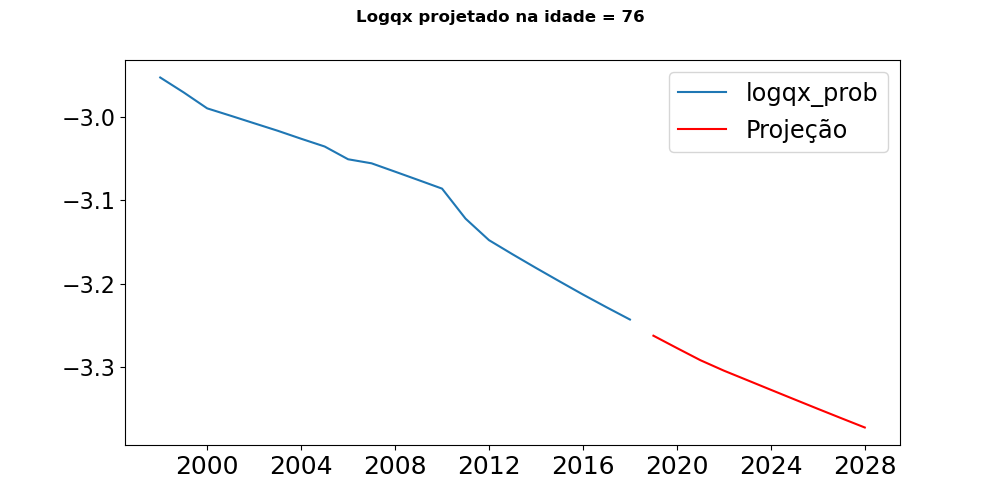 Logqx projetado na idade = 76
logqx_prob
Projeção
−3.0
−3.1
−3.2
−3.3
2000 2004 2008 2012 2016 2020 2024 2028